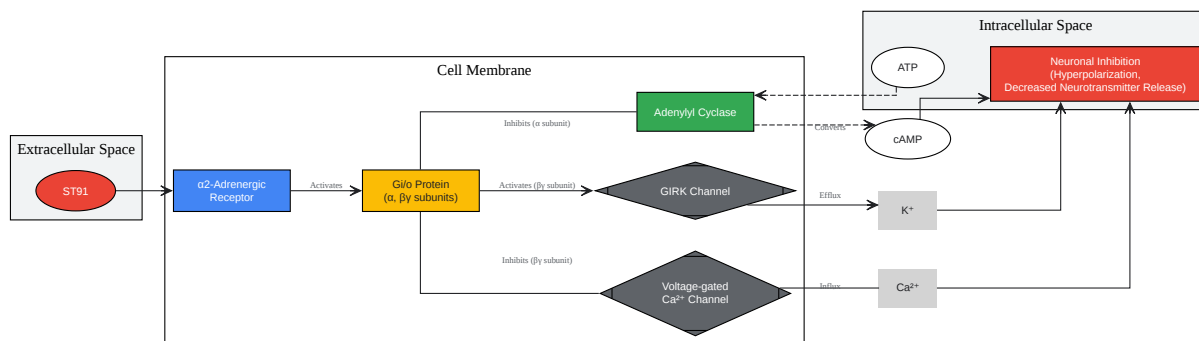 Extracellular Space
ST91
Cell Membrane
α2-Adrenergic
Receptor
Activates
Gi/o Protein
(α, βγ subunits)
Inhibits (α subunit)
Adenylyl Cyclase
Activates (βγ subunit)
GIRK Channel
Inhibits (βγ subunit)
Voltage-gated
Ca²⁺ Channel
Intracellular Space
ATP
Neuronal Inhibition
(Hyperpolarization,
Decreased Neurotransmitter Release)
Converts
cAMP
Efflux
K⁺
Influx
Ca²⁺